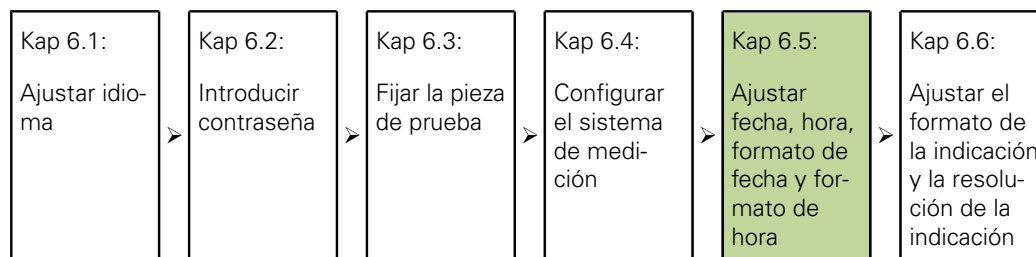 Kap 6.1:
Ajustar idio-
ma
Kap 6.2:
Introducir
contraseña
Kap 6.3:
Fijar la pieza
de prueba
Kap 6.4:
Configurar
el sistema
de medi-
ción
Kap 6.5:
Ajustar
fecha, hora,
formato de
fecha y for-
mato de
hora
Kap 6.6:
Ajustar el
formato de
la indicación
y la resolu-
ción de la
indicación